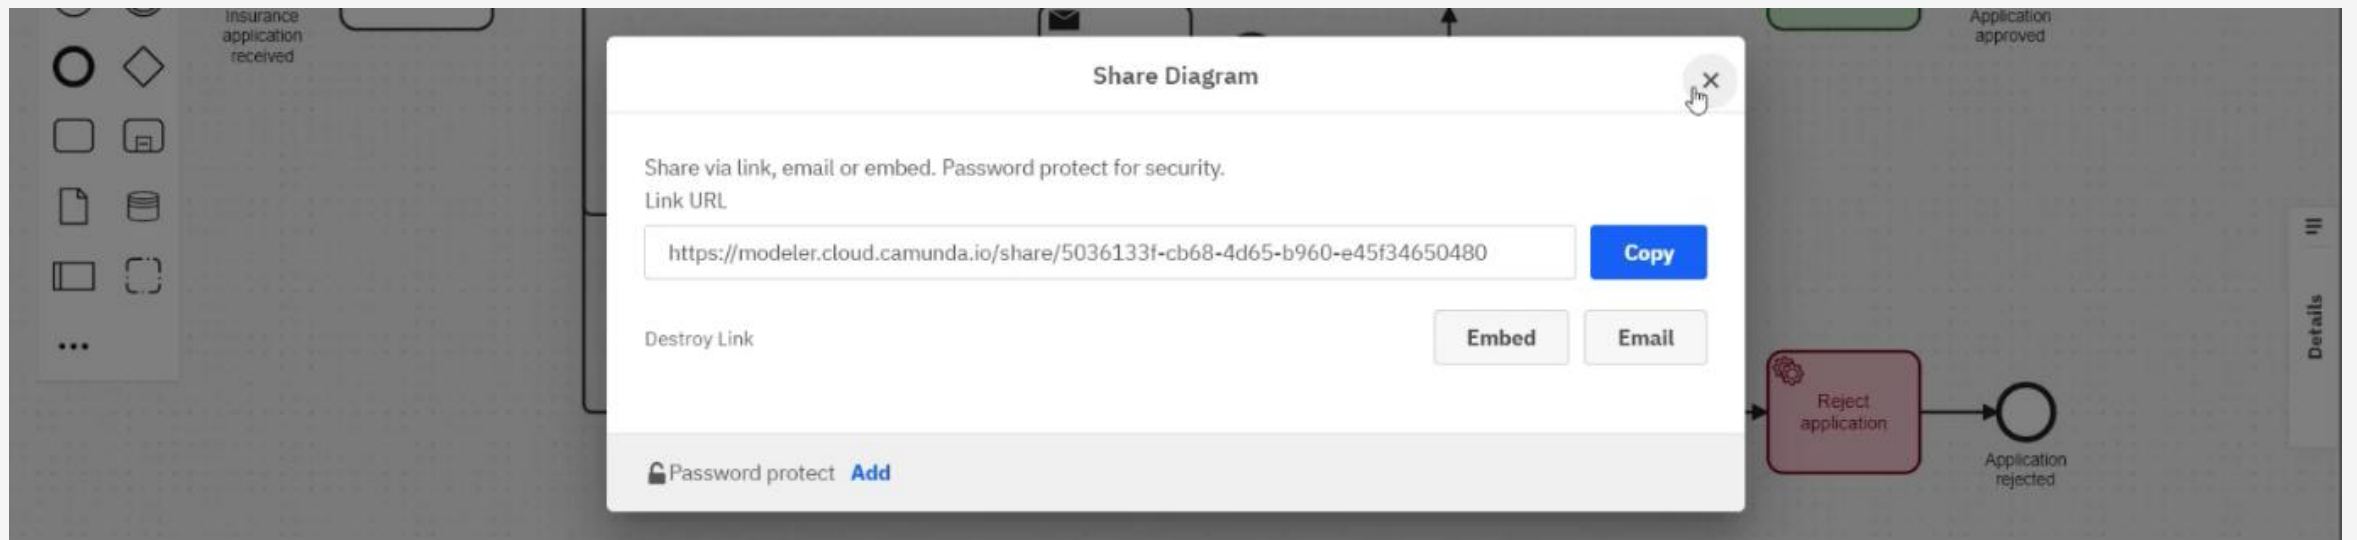 Insurance
application
received
Application
approved
Share Diagram
Share via link, email or embed. Password protect for security.
Link URL
https://modeler.cloud.camunda.io/share/5036133f-cb68-4d65-b960-e45f34650480
Copy
Destroy Link
Embed
Email
Password protect Add
Details
Reject
application
Application
rejected